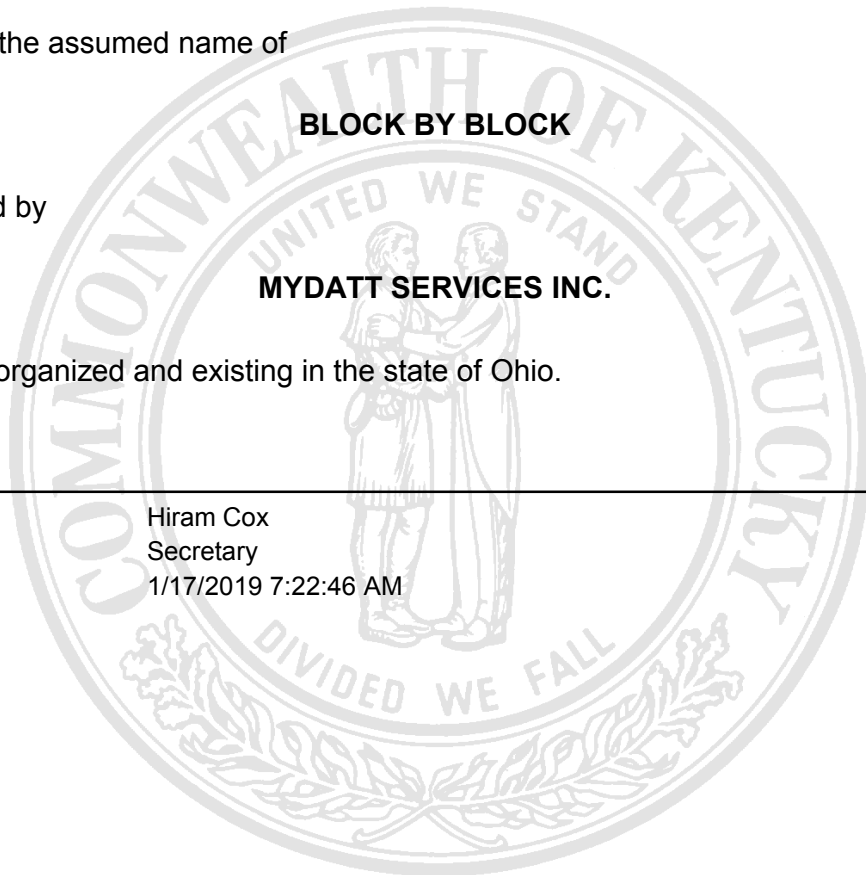 the assumed name of
BLOCK BY BLOCK
d by
MYDATT SERVICES INC.
organized and existing in the state of Ohio.
Hiram Cox
Secretary
1/17/2019 7:22:46 AM
COMMONWEALTH OF KENTUCKY
UNITED WE STAND
DIVIDED WE FALL